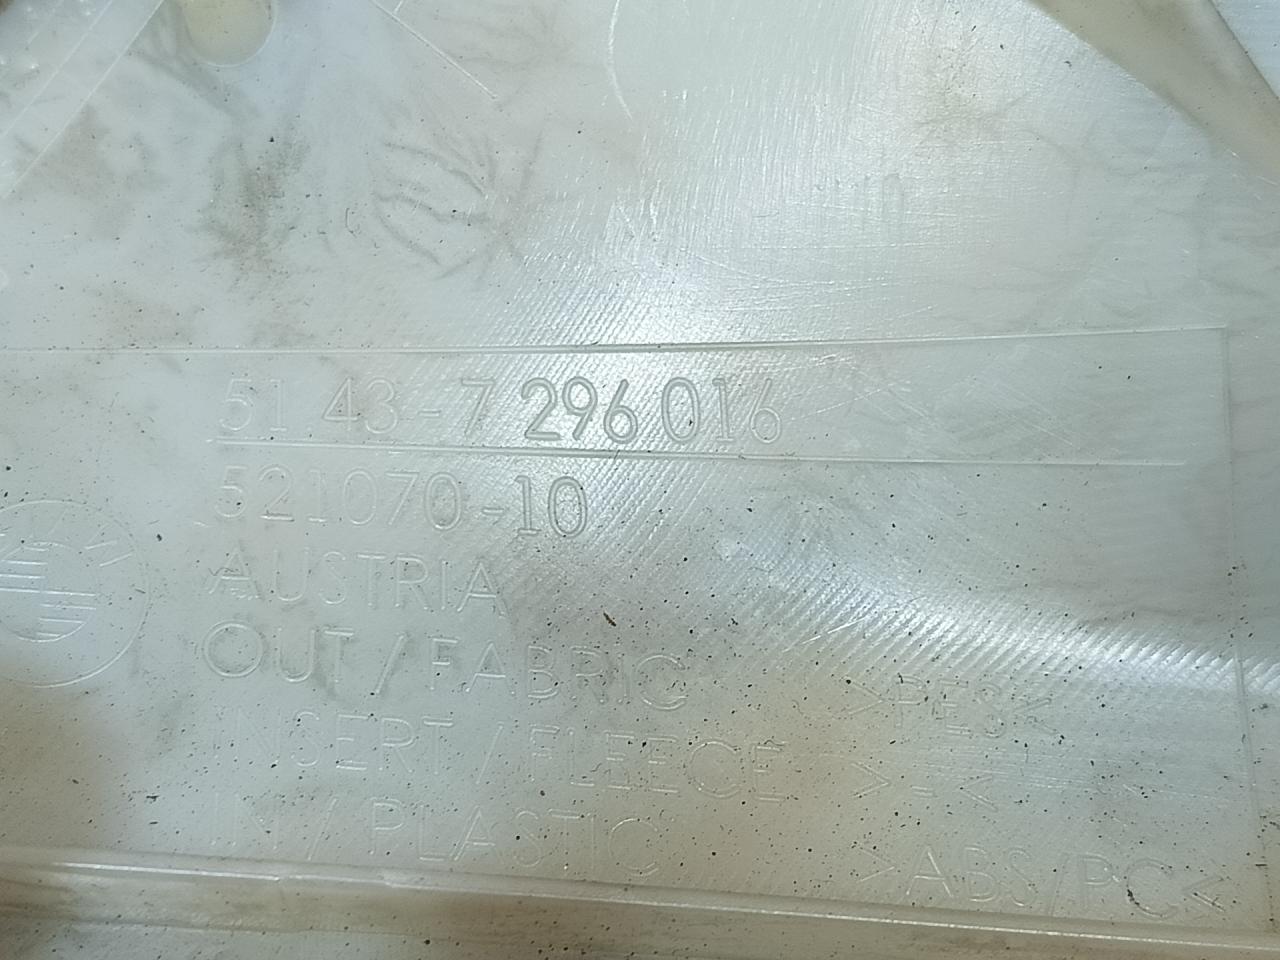 51 43-7 296 016
521070-10
AUSTRIA
OUT / FABRIC >PES<
INSERT / FLEECE >-<
IN / PLASTIC >ABS/PC<